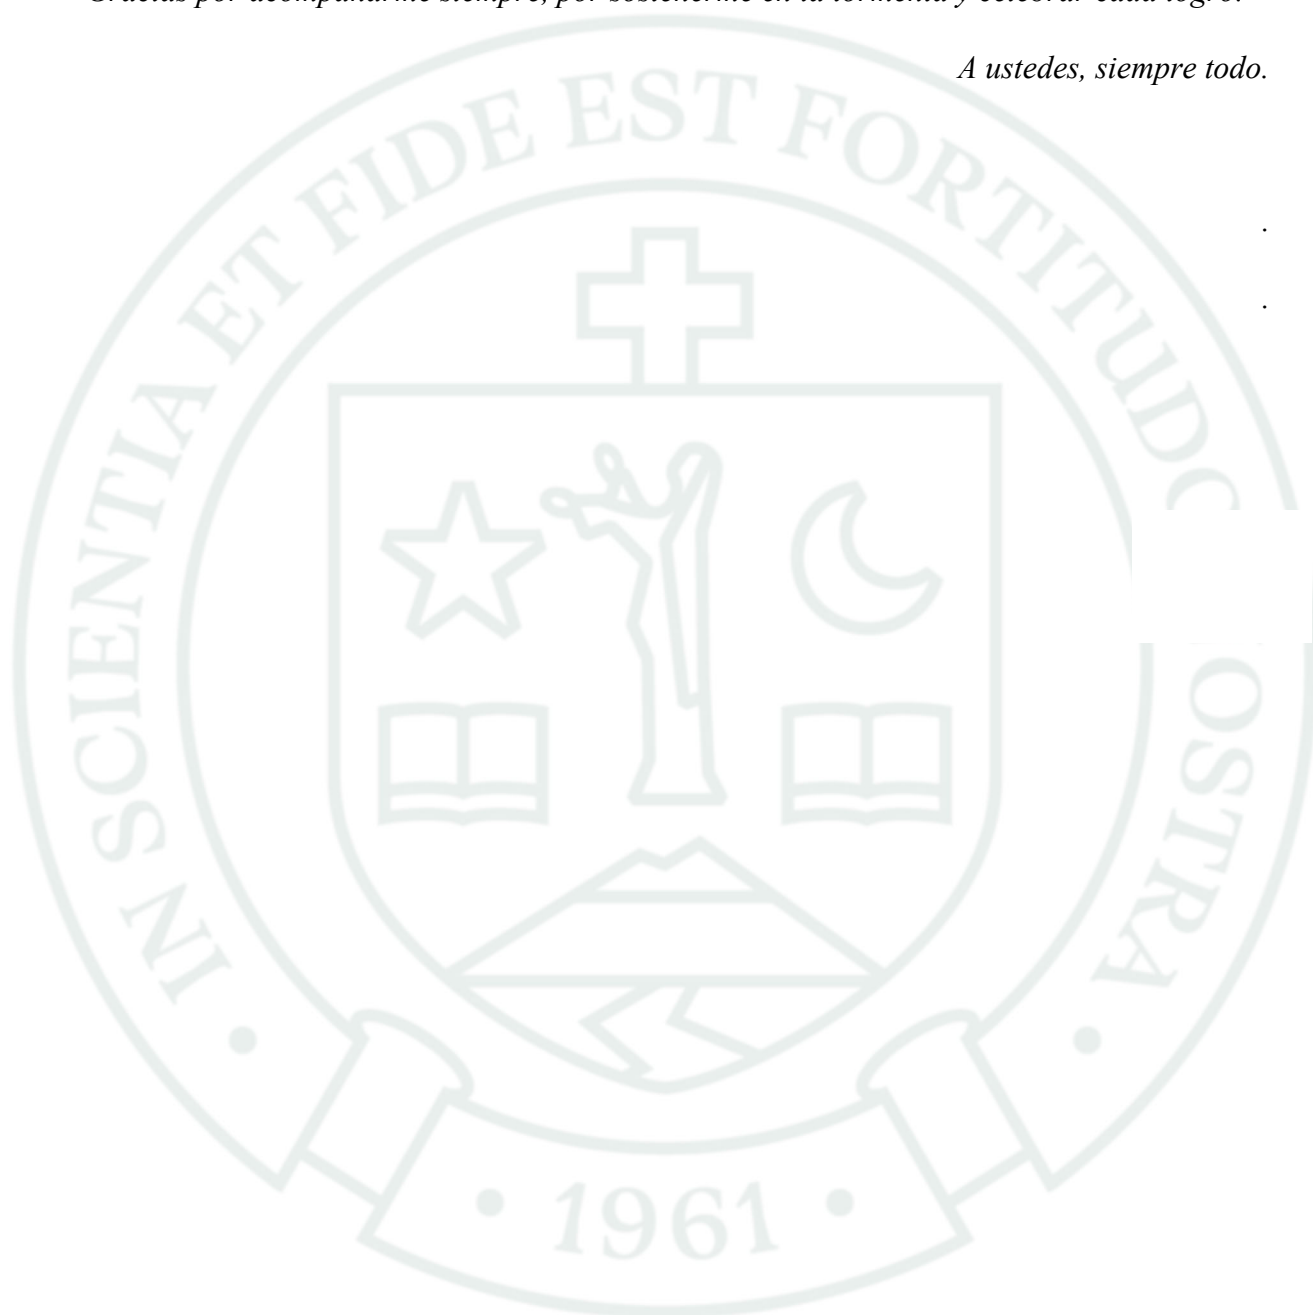 Gracias por acompañarme siempre, por sostenerme en la tormenta y celebrar cada logro.
A ustedes, siempre todo.
.
.
IN SCIENTIA ET FIDE EST FORTITUDO OSTRA
• 1961 •